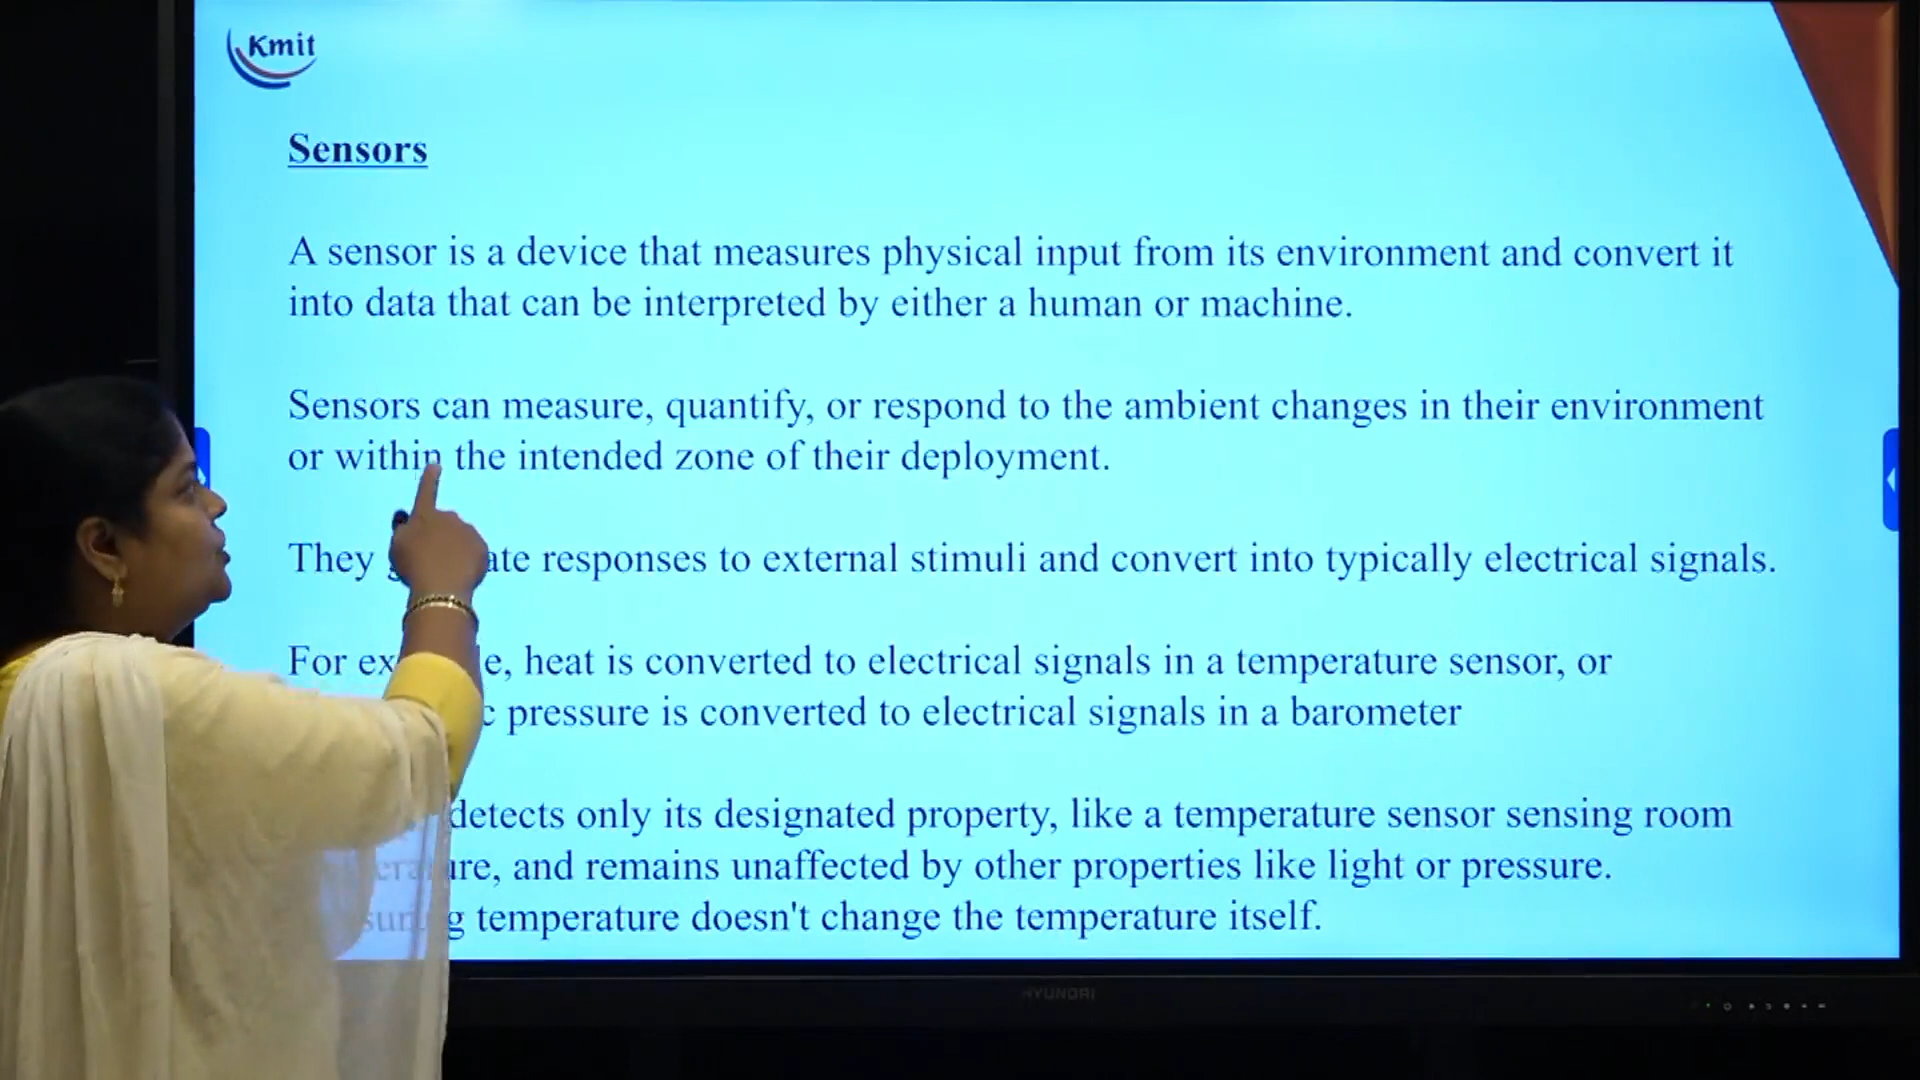 Kmit
Sensors
A sensor is a device that measures physical input from its environment and convert it
into data that can be interpreted by either a human or machine.
Sensors can measure, quantify, or respond to the ambient changes in their environment
or within the intended zone of their deployment.
They responses to external stimuli and convert into typically electrical signals.
For heat is converted to electrical signals in a temperature sensor, or
pressure is converted to electrical signals in a barometer
detects only its designated property, like a temperature sensor sensing room
and remains unaffected by other properties like light or pressure.
temperature doesn't change the temperature itself.
HYUNDAI